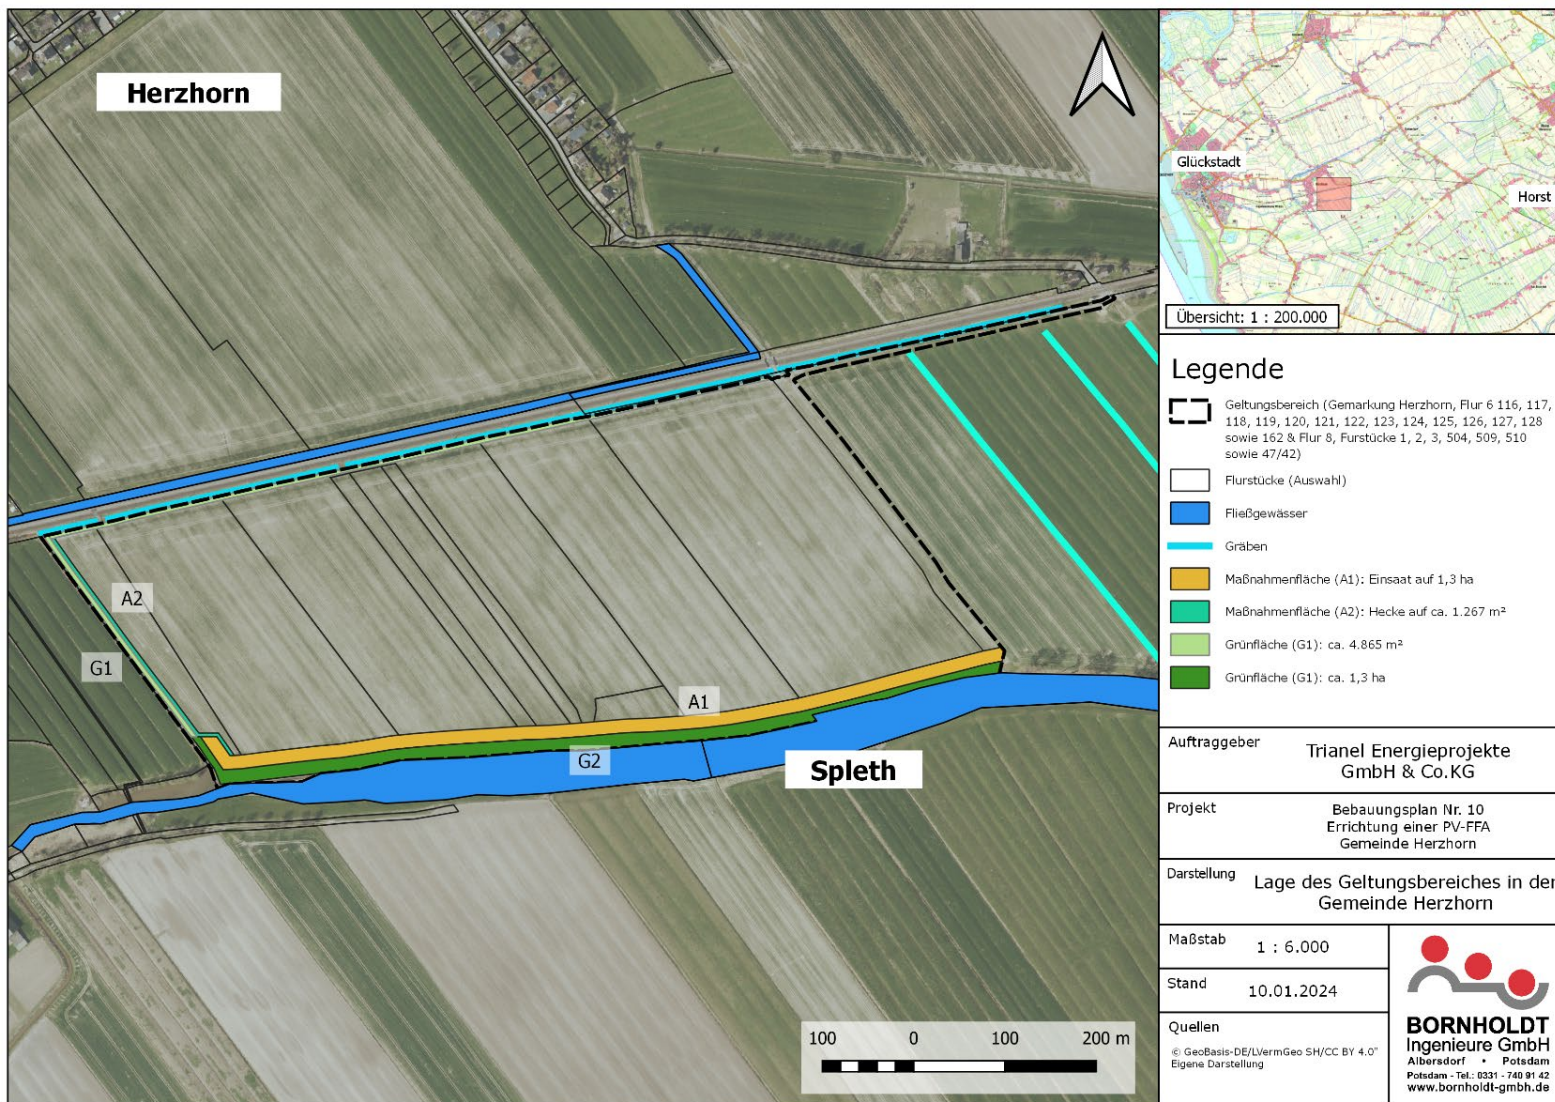 Herzhorn
A2
G1
A1
G2
Spleth
100 0 100 200 m
Glückstadt
Horst
Übersicht: 1 : 200.000
Legende
Geltungsbereich (Gemarkung Herzhorn, Flur 6 116, 117,
118, 119, 120, 121, 122, 123, 124, 125, 126, 127, 128
sowie 162 & Flur 8, Furstücke 1, 2, 3, 504, 509, 510
sowie 47/42)
Flurstücke (Auswahl)
Fließgewässer
Gräben
Maßnahmenfläche (A1): Einsaat auf 1,3 ha
Maßnahmenfläche (A2): Hecke auf ca. 1.267 m²
Grünfläche (G1): ca. 4.865 m²
Grünfläche (G1): ca. 1,3 ha
Auftraggeber
Trianel Energieprojekte
GmbH & Co.KG
Projekt
Bebauungsplan Nr. 10
Errichtung einer PV-FFA
Gemeinde Herzhorn
Darstellung
Lage des Geltungsbereiches in der
Gemeinde Herzhorn
Maßstab
1 : 6.000
Stand
10.01.2024
Quellen
© GeoBasis-DE/LVermGeo SH/CC BY 4.0"
Eigene Darstellung
BORNHOLDT
Ingenieure GmbH
Albersdorf • Potsdam
Potsdam - Tel.: 0331 - 740 91 42
www.bornholdt-gmbh.de